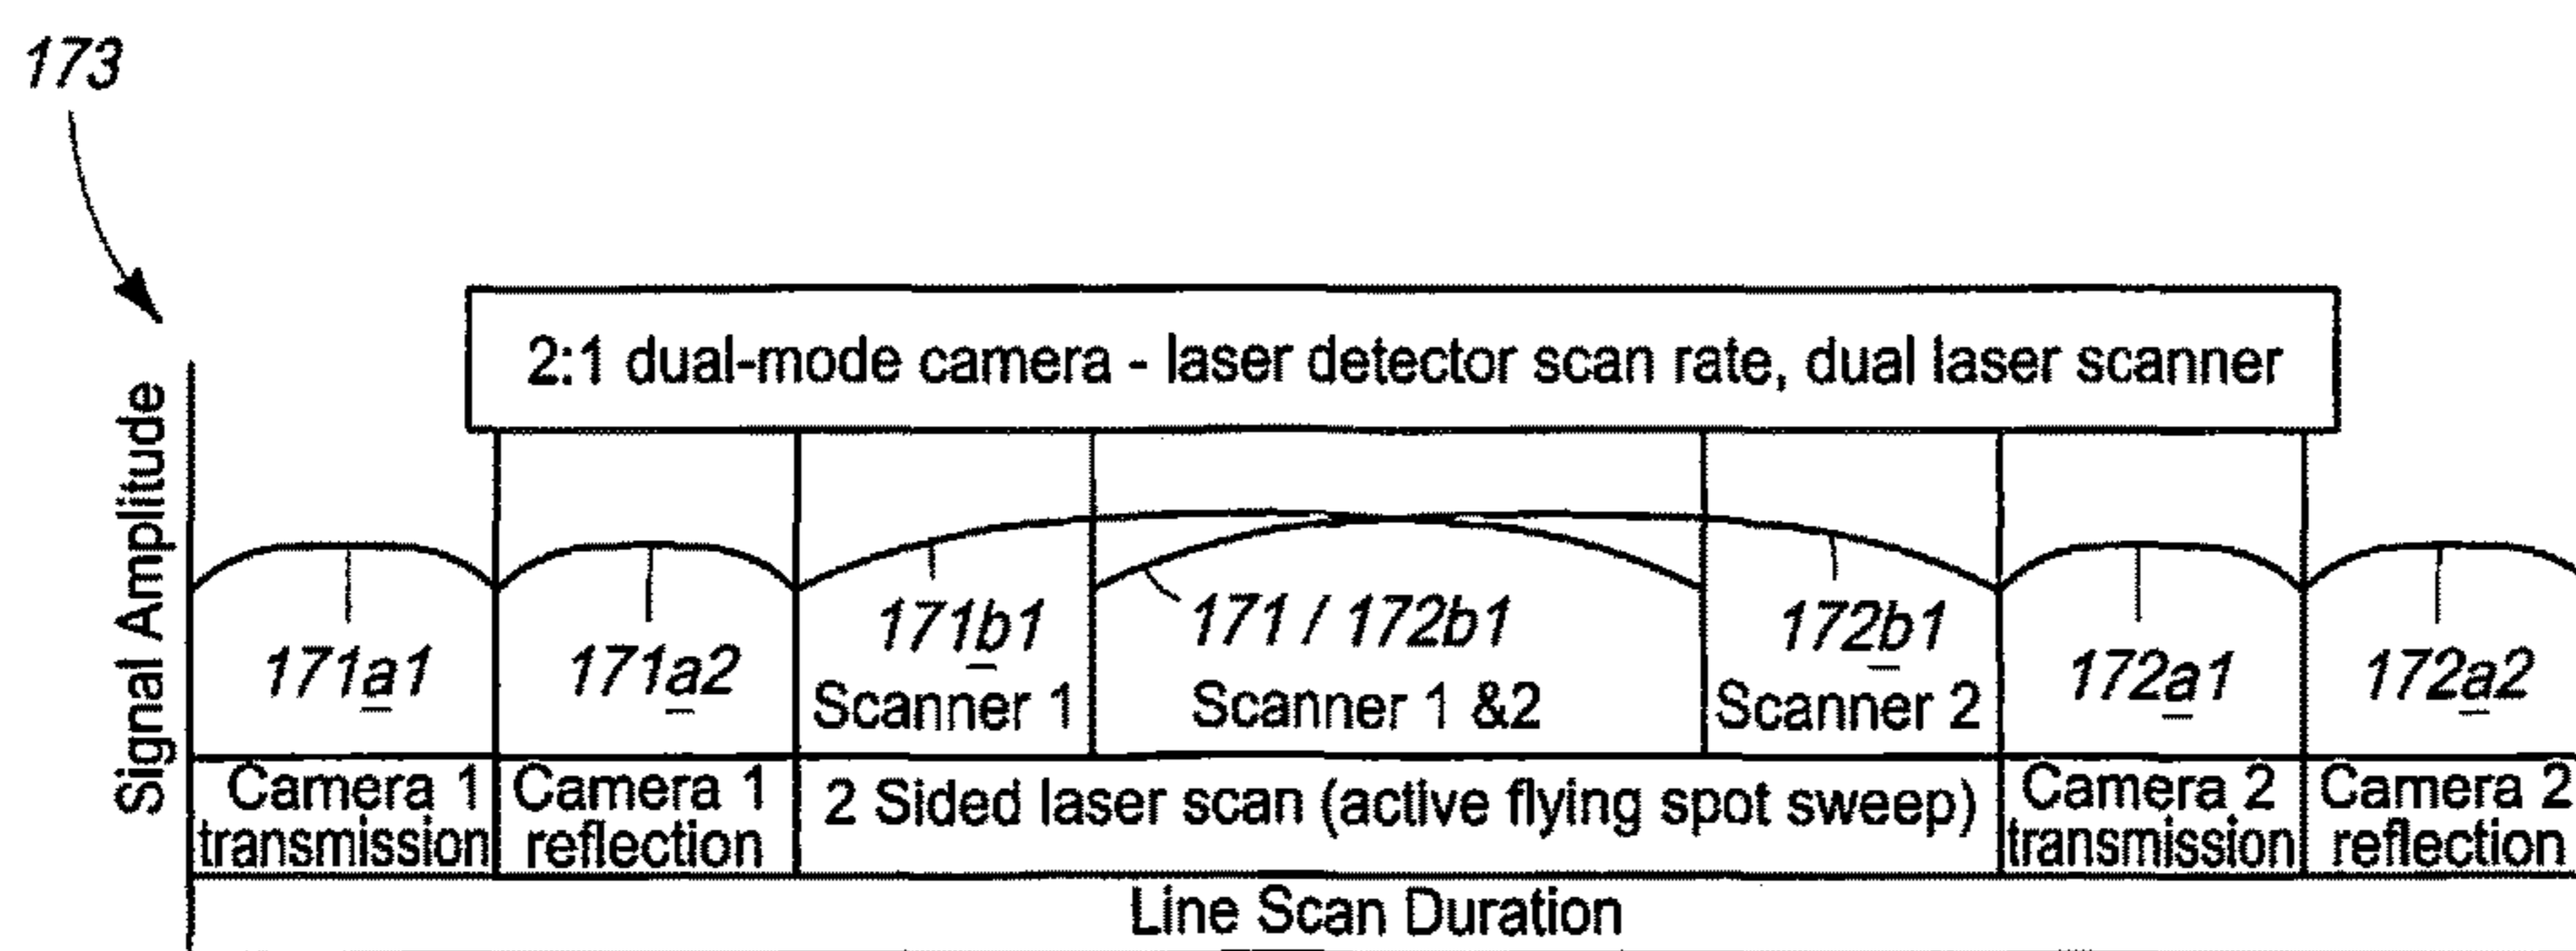 173
2:1 dual-mode camera - laser detector scan rate, dual laser scanner
Signal Amplitude
171a1
171a2
171b1
Scanner 1
171 / 172b1
Scanner 1 &2
172b1
Scanner 2
172a1
172a2
Camera 1
transmission
Camera 1
reflection
2 Sided laser scan (active flying spot sweep)
Camera 2
transmission
Camera 2
reflection
Line Scan Duration